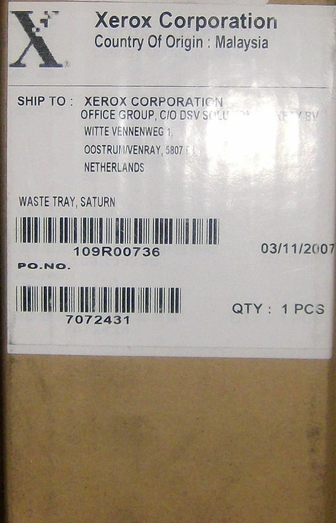 X
Xerox Corporation
Country Of Origin : Malaysia
SHIP TO : XEROX CORPORATION
OFFICE GROUP, C/O DSV
WITTE VENNENWEG 1,
OOSTRUM/VENRAY, 5807
NETHERLANDS
WASTE TRAY, SATURN
109R00736
03/11/2007
PO.NO.
7072431
QTY : 1 PCS